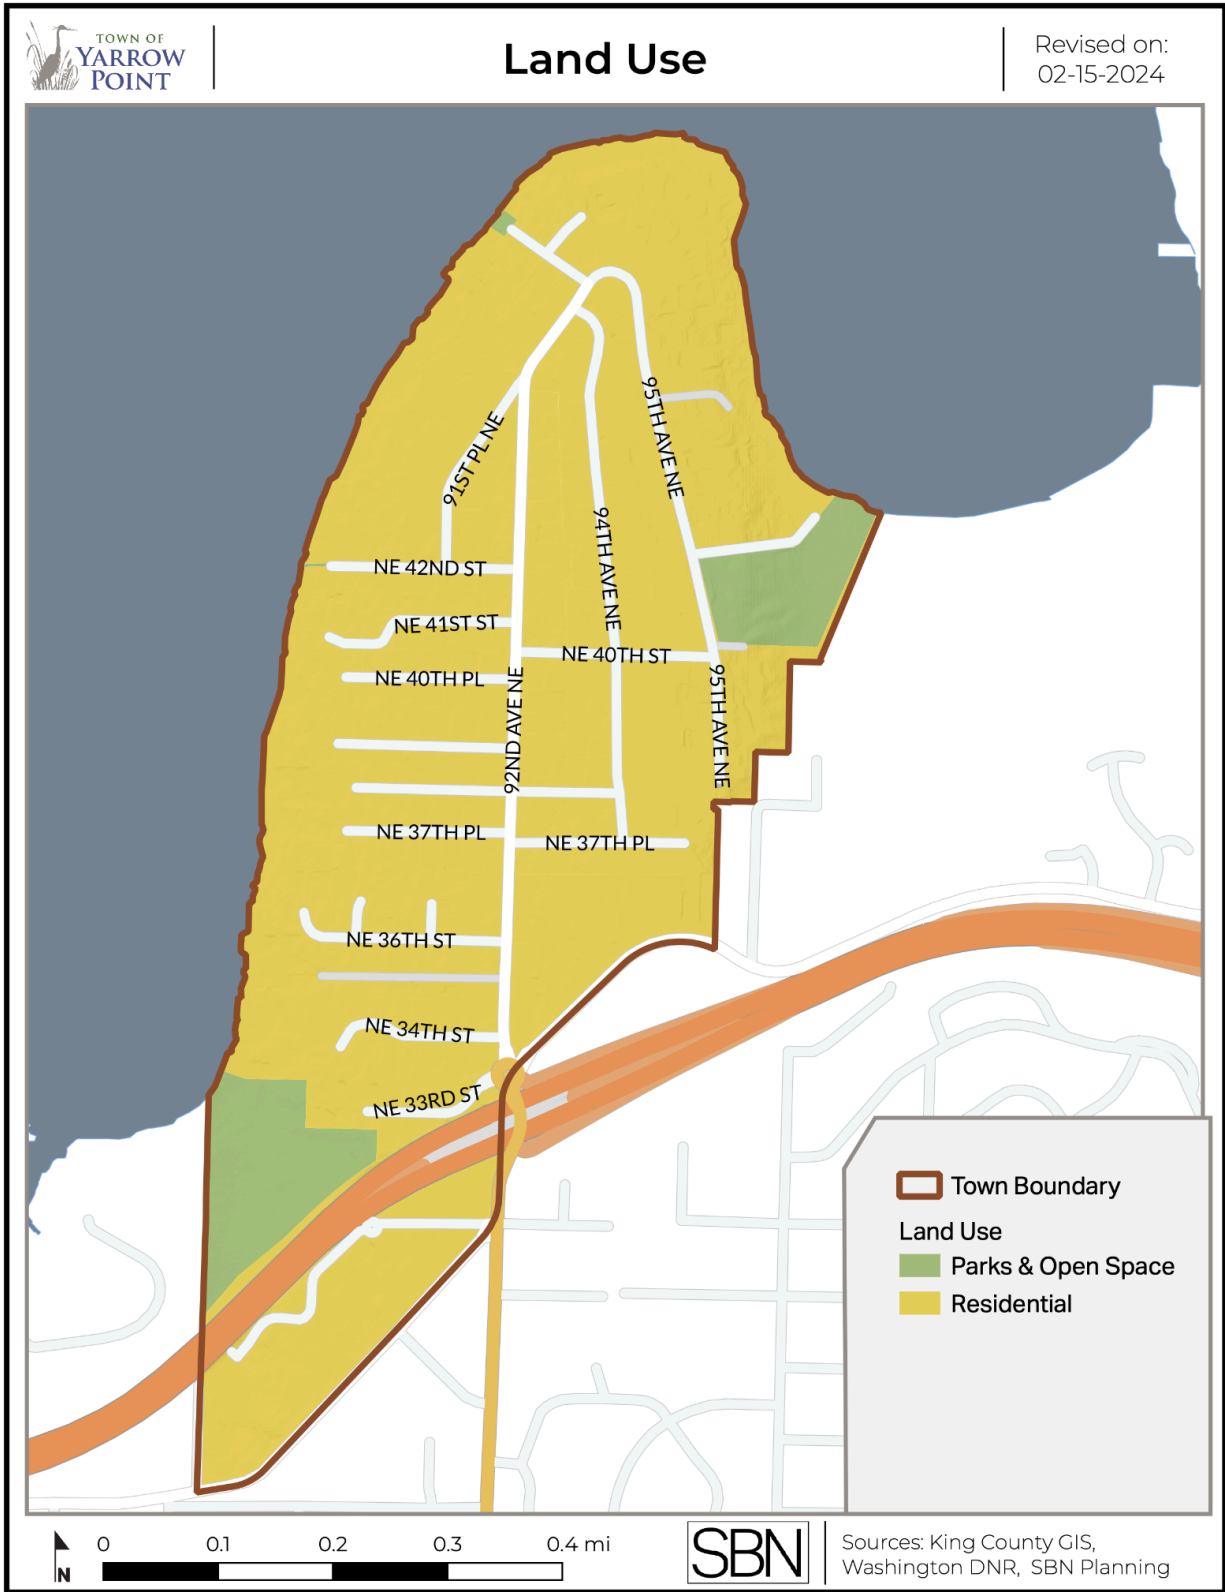 TOWN OF
YARROW
POINT
Land Use
Revised on:
02-15-2024
91ST PL NE
95TH AVE NE
94TH AVE NE
NE 42ND ST
NE 41ST ST
NE 40TH ST
NE 40TH PL
92ND AVE NE
95TH AVE NE
NE 37TH PL
NE 37TH PL
NE 36TH ST
NE 34TH ST
NE 33RD ST
Town Boundary
Land Use
Parks & Open Space
Residential
N
0 0.1 0.2 0.3 0.4 mi
SBN
Sources: King County GIS,
Washington DNR, SBN Planning